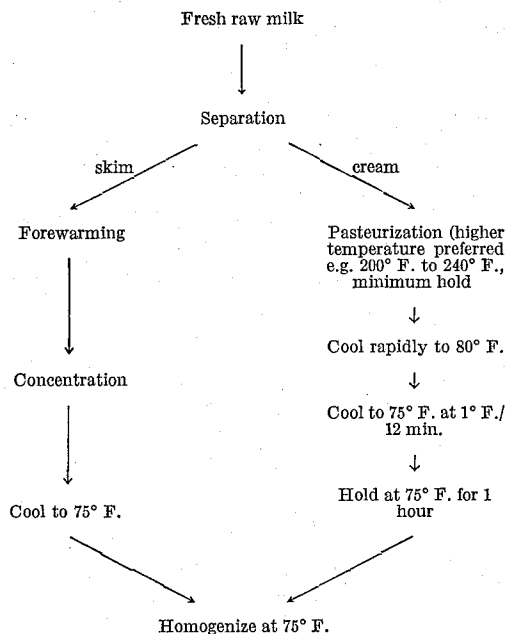 Fresh raw milk
Separation
skim
cream
Forewarming
Pasteurization (higher
temperature preferred
e.g. 200° F. to 240° F.,
minimum hold
Cool rapidly to 80° F.
Concentration
Cool to 75° F. at 1° F./
12 min.
Cool to 75° F.
Hold at 75° F. for 1
hour
Homogenize at 75° F.